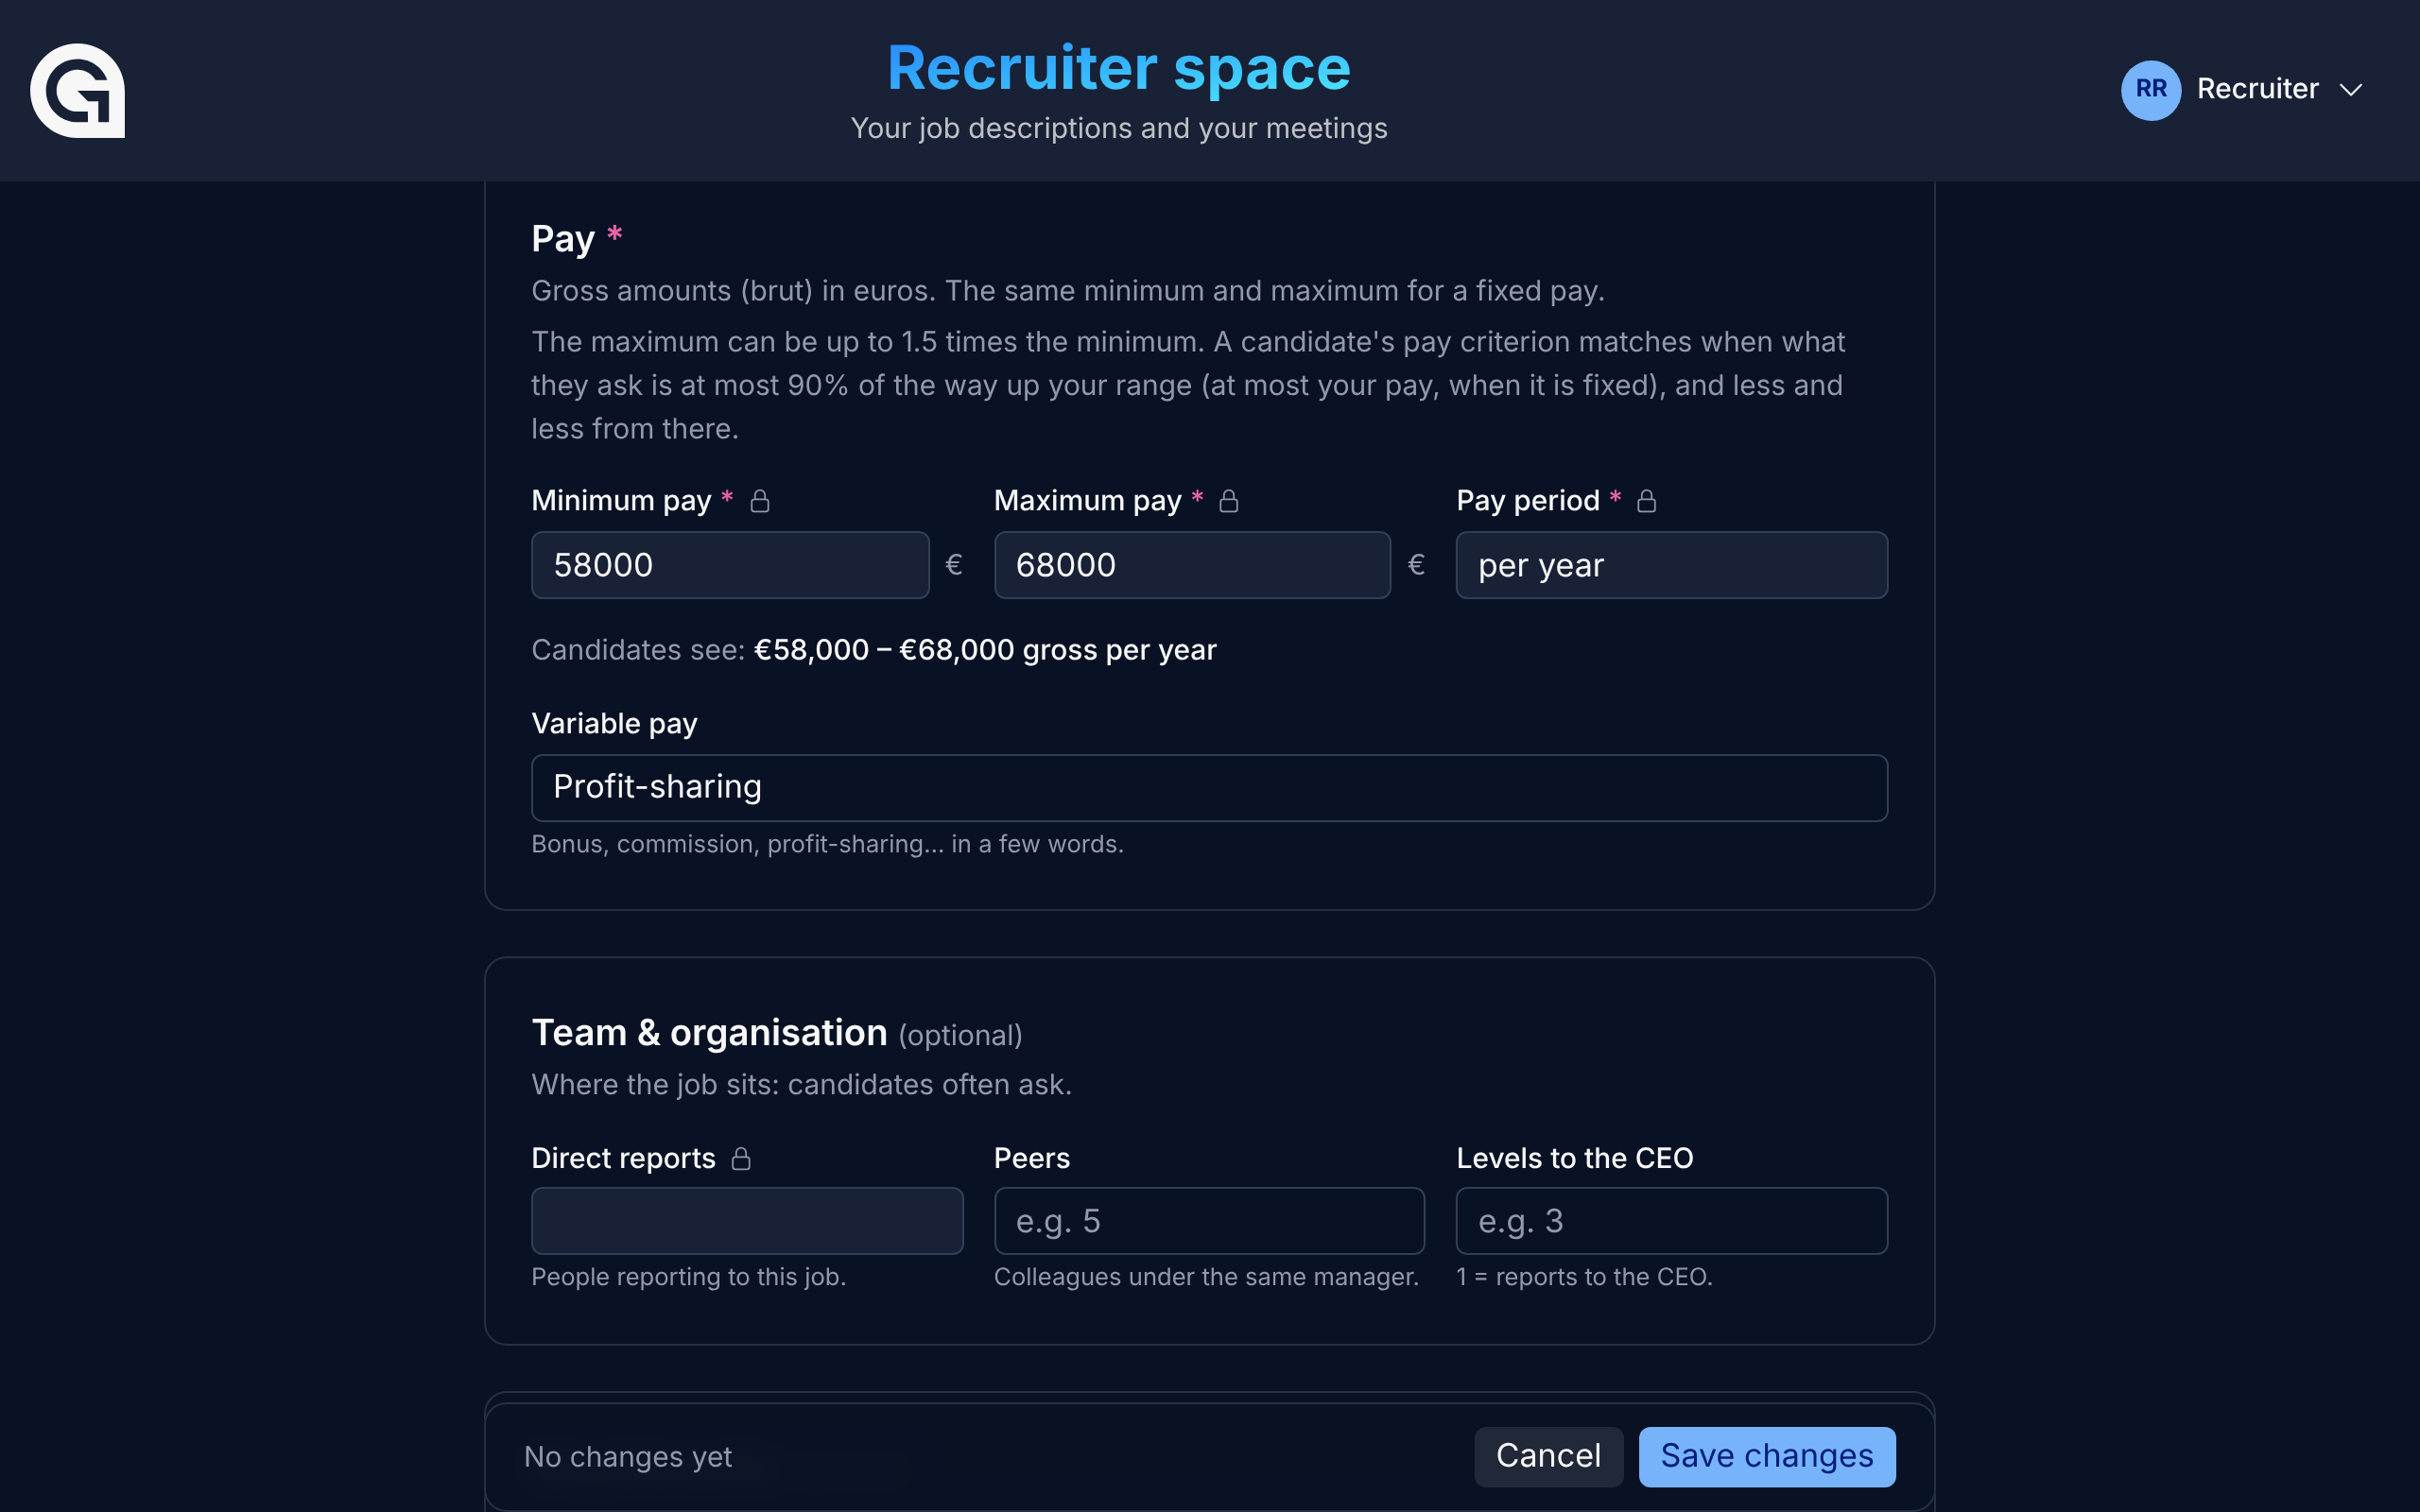 Recruiter space
Your job descriptions and your meetings
RR
Recruiter
Pay *
Gross amounts (brut) in euros. The same minimum and maximum for a fixed pay.
The maximum can be up to 1.5 times the minimum. A candidate's pay criterion matches when what
they ask is at most 90% of the way up your range (at most your pay, when it is fixed), and less and
less from there.
Minimum pay *
Maximum pay *
Pay period *
58000 €
68000 €
per year
Candidates see: €58,000 – €68,000 gross per year
Variable pay
Profit-sharing
Bonus, commission, profit-sharing... in a few words.
Team & organisation (optional)
Where the job sits: candidates often ask.
Direct reports
Peers
Levels to the CEO
e.g. 5
e.g. 3
People reporting to this job.
Colleagues under the same manager.
1 = reports to the CEO.
No changes yet
Cancel
Save changes